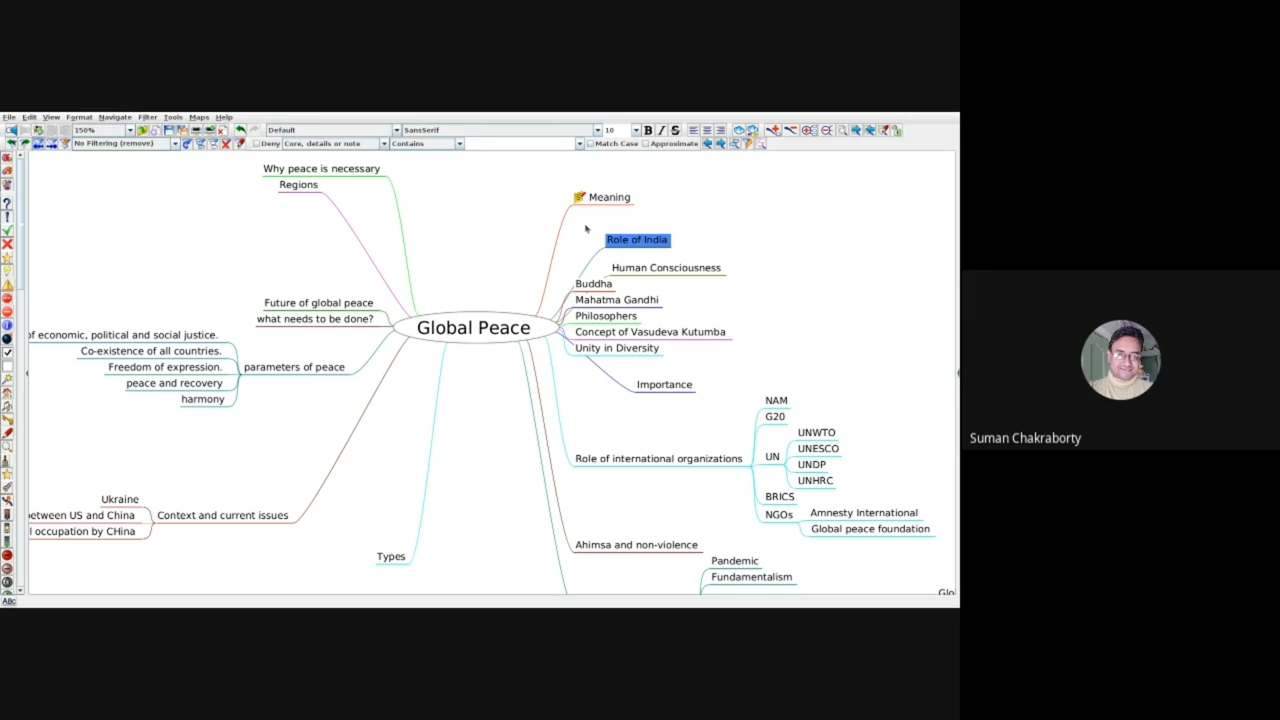 File Edit View Format Navigate Filter Tools Maps Help
150% Default SansSerif 10 B I S
No Filtering (remove) Deny Core, details or note Contains Match Case Approximate
Why peace is necessary
Regions
Future of global peace
what needs to be done?
of economic, political and social justice.
Co-existence of all countries.
Freedom of expression.
peace and recovery
harmony
parameters of peace
Ukraine
between US and China
l occupation by CHina
Context and current issues
Types
Global Peace
Meaning
Role of India
Human Consciousness
Buddha
Mahatma Gandhi
Philosophers
Concept of Vasudeva Kutumba
Unity in Diversity
Importance
Role of international organizations
NAM
G20
UN
UNWTO
UNESCO
UNDP
UNHRC
BRICS
NGOs
Amnesty International
Global peace foundation
Ahimsa and non-violence
Pandemic
Fundamentalism
Glo
ABC
Suman Chakraborty